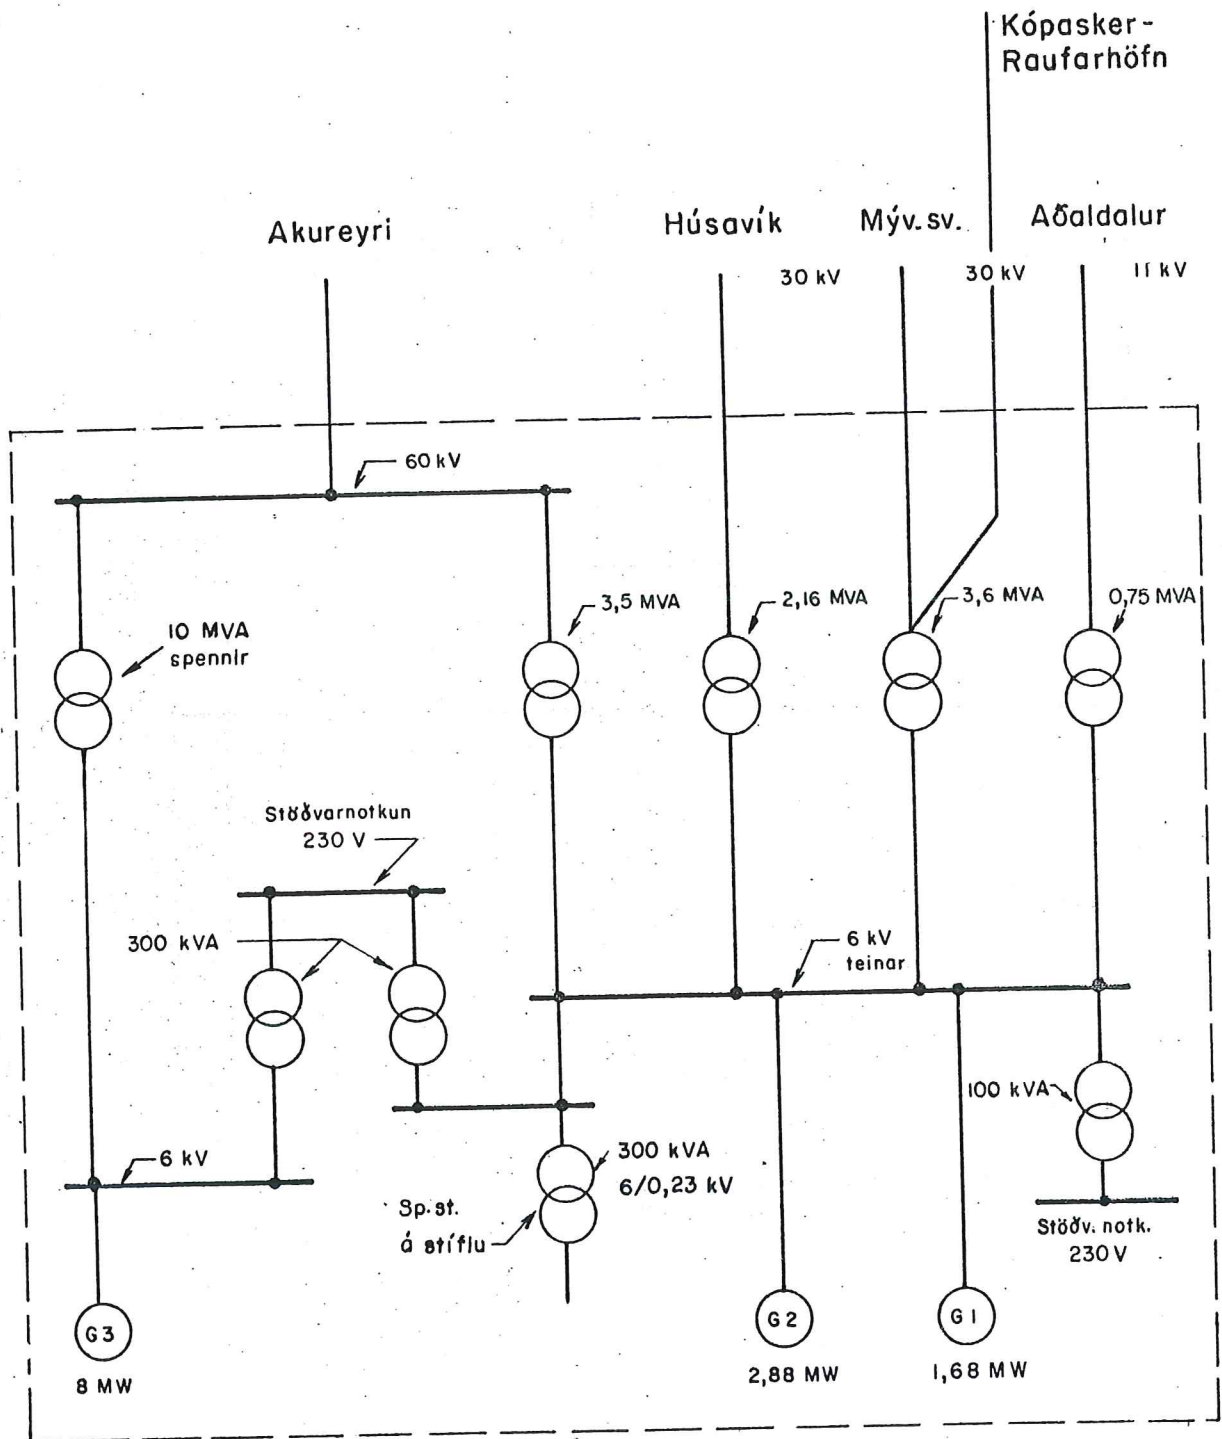 Kópasker-
Raufarhöfn
Akureyri
Húsavík
Mýv. sv.
Aðaldalur
30 kV
30 kV
11 kV
60 kV
10 MVA
spennir
3,5 MVA
2,16 MVA
3,6 MVA
0,75 MVA
Stöðvarnotkun
230 V
300 kVA
6 kV
teinar
100 kVA
6 kV
300 kVA
6/0,23 kV
Sp. st.
á stíflu
Stöðv. notk.
230 V
G3
8 MW
G2
2,88 MW
G1
1,68 MW